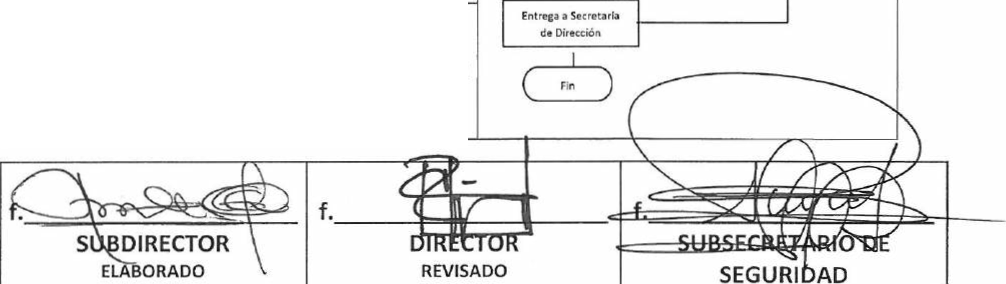 Entrega a Secretaria
de Dirección
Fin
f.
SUBDIRECTOR
ELABORADO
f.
DIRECTOR
REVISADO
f.
SUBSECRETARIO DE
SEGURIDAD